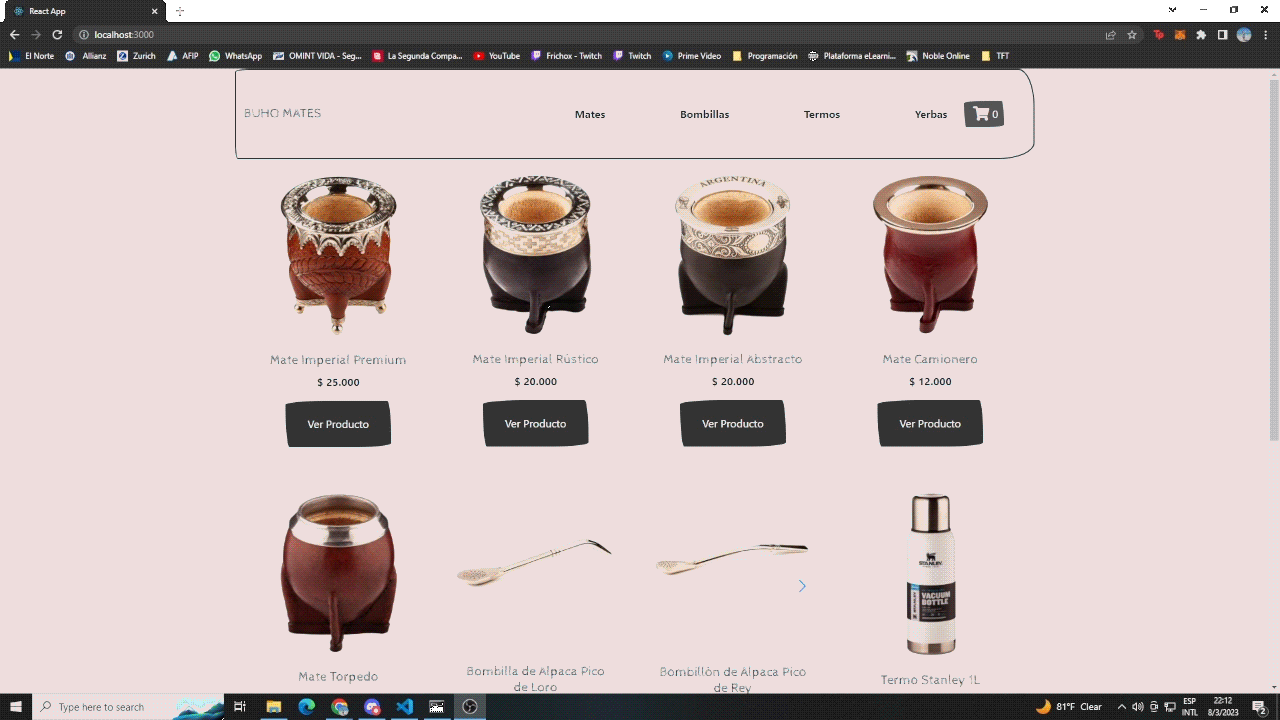 React App
localhost:3000
El Norte Allianz Zurich AFIP WhatsApp OMINT VIDA - Seg... La Segunda Compa... YouTube Frichox - Twitch Twitch Prime Video Programación Plataforma eLearni... Noble Online TFT
BUHO MATES Mates Bombillas Termos Yerbas 0
ARGENTINA
Mate Imperial Premium
$ 25.000
Ver Producto
Mate Imperial Rústico
$ 20.000
Ver Producto
Mate Imperial Abstracto
$ 20.000
Ver Producto
Mate Camionero
$ 12.000
Ver Producto
STANLEY
VACUUM
BOTTLE
Mate Torpedo
Bombilla de Alpaca Pico
de Loro
Bombillón de Alpaca Pico
de Rey
Termo Stanley 1L
Type here to search
81°F Clear
ESP
INTL
22:12
8/3/2023
2